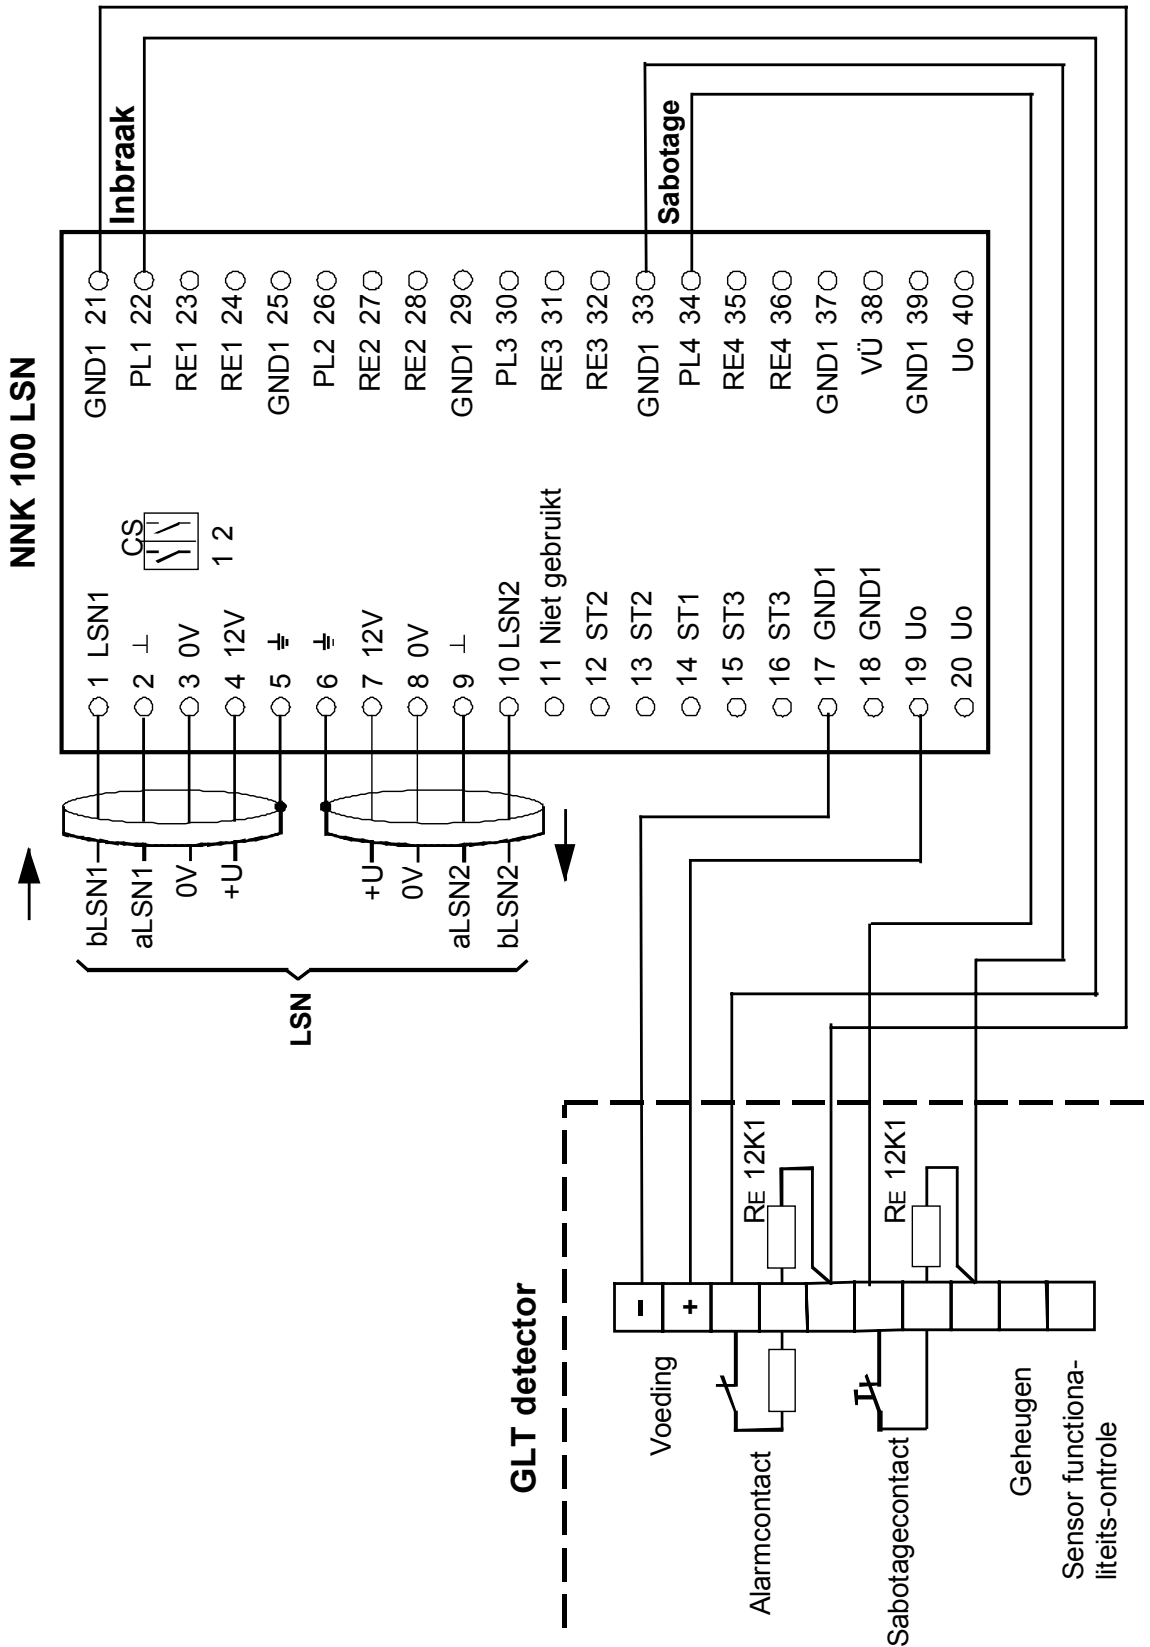 NNK 100 LSN
Inbraak
Sabotage
GND1 21
PL1 22
RE1 23
RE1 24
GND1 25
PL2 26
RE2 27
RE2 28
GND1 29
PL3 30
RE3 31
RE3 32
GND1 33
PL4 34
RE4 35
RE4 36
GND1 37
VÜ 38
GND1 39
Uo 40
CS
1 2
1 LSN1
2 ⊥
3 0V
4 12V
5
6
7 12V
8 0V
9 ⊥
10 LSN2
11 Niet gebruikt
12 ST2
13 ST2
14 ST1
15 ST3
16 ST3
17 GND1
18 GND1
19 Uo
20 Uo
bLSN1
aLSN1
0V
+U
+U
0V
aLSN2
bLSN2
LSN
GLT detector
RE 12K1
RE 12K1
-
+
Voeding
Alarmcontact
Sabotagecontact
Geheugen
Sensor functiona-
liteits-ontrole